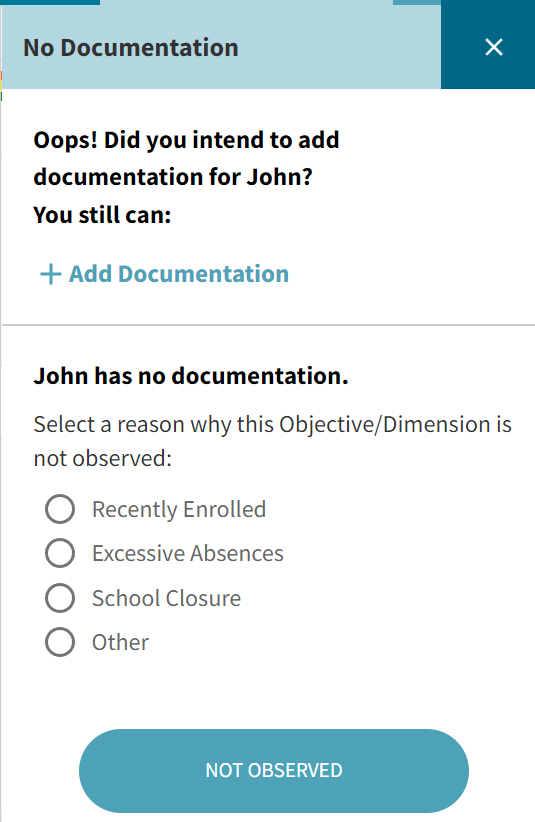 No Documentation
Oops! Did you intend to add
documentation for John?
You still can:
+ Add Documentation
John has no documentation.
Select a reason why this Objective/Dimension is
not observed:
Recently Enrolled
Excessive Absences
School Closure
Other
NOT OBSERVED